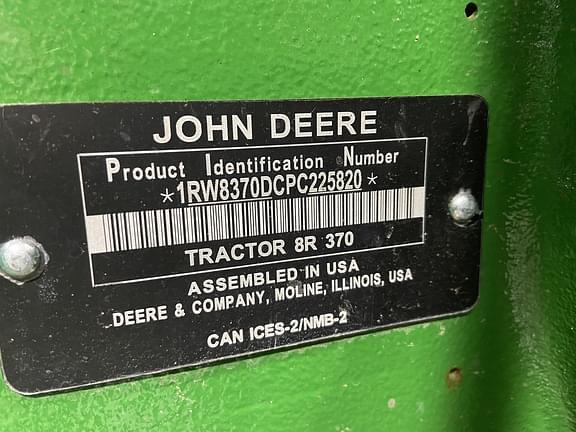 JOHN DEERE
Product Identification Number
*1RW8370DCPC225820*
TRACTOR 8R 370
ASSEMBLED IN USA
DEERE & COMPANY, MOLINE, ILLINOIS, USA
CAN ICES-2/NMB-2